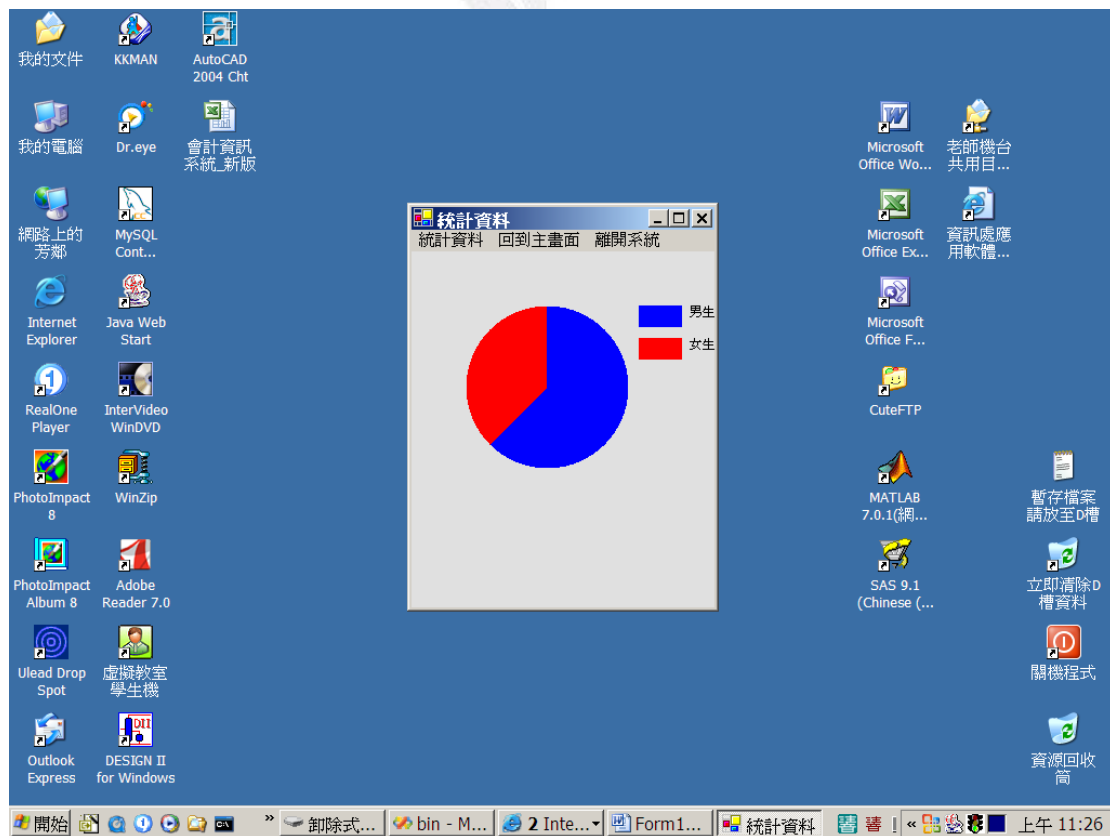 我的文件
KKMAN
AutoCAD
2004 Cht
我的電腦
Dr.eye
會計資訊
系統_新版
網路上的
芳鄰
MySQL
Cont...
Internet
Explorer
Java Web
Start
RealOne
Player
InterVideo
WinDVD
PhotoImpact
8
WinZip
PhotoImpact
Album 8
Adobe
Reader 7.0
Ulead Drop
Spot
虛擬教室
學生機
Outlook
Express
DESIGN II
for Windows
統計資料
統計資料 回到主畫面 離開系統
男生
女生
Microsoft
Office Wo...
老師機台
共用目...
Microsoft
Office Ex...
資訊處應
用軟體...
Microsoft
Office F...
CuteFTP
MATLAB
7.0.1(網...
暫存檔案
請放至D槽
SAS 9.1
(Chinese (...
立即清除D
槽資料
關機程式
資源回收
筒
開始 » 卸除式... bin - M... 2 Inte... Form1... 統計資料 « 上午 11:26